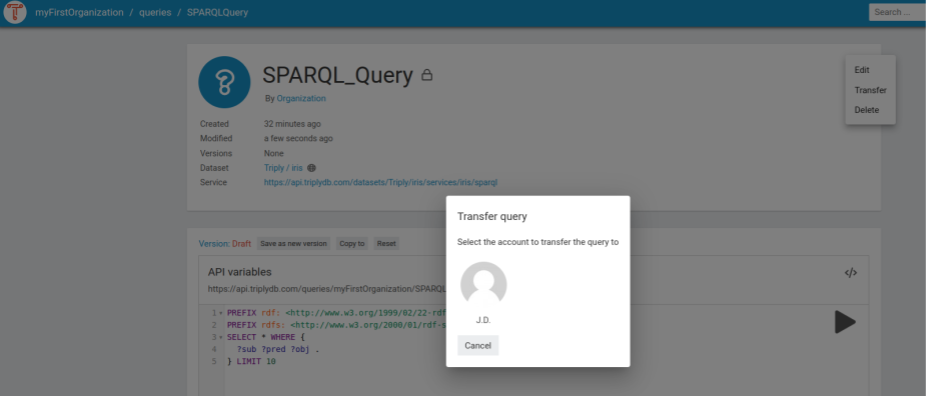 myFirstOrganization / queries / SPARQLQuery
Search ...
SPARQL_Query
By Organization
Edit
Transfer
Delete
Created 32 minutes ago
Modified a few seconds ago
Versions None
Dataset Triply / iris
Service https://api.triplydb.com/datasets/Triply/iris/services/iris/sparql
Transfer query
Select the account to transfer the query to
J.D.
Cancel
Version: Draft Save as new version Copy to Reset
API variables
https://api.triplydb.com/queries/myFirstOrganization/SPARQL
</>
1 PREFIX rdf: <http://www.w3.org/1999/02/22-rdf
2 PREFIX rdfs: <http://www.w3.org/2000/01/rdf-s
3 SELECT * WHERE {
4 ?sub ?pred ?obj .
5 } LIMIT 10